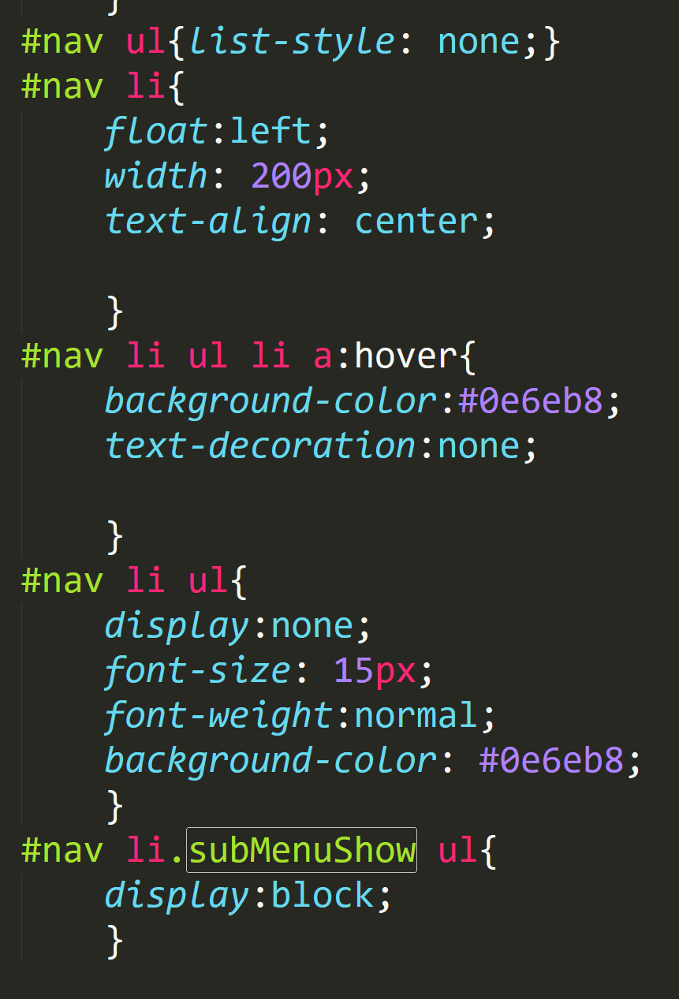 }
#nav ul{list-style: none;}
#nav li{
float:left;
width: 200px;
text-align: center;
}
#nav li ul li a:hover{
background-color:#0e6eb8;
text-decoration:none;
}
#nav li ul{
display:none;
font-size: 15px;
font-weight:normal;
background-color: #0e6eb8;
}
#nav li.subMenuShow ul{
display:block;
}